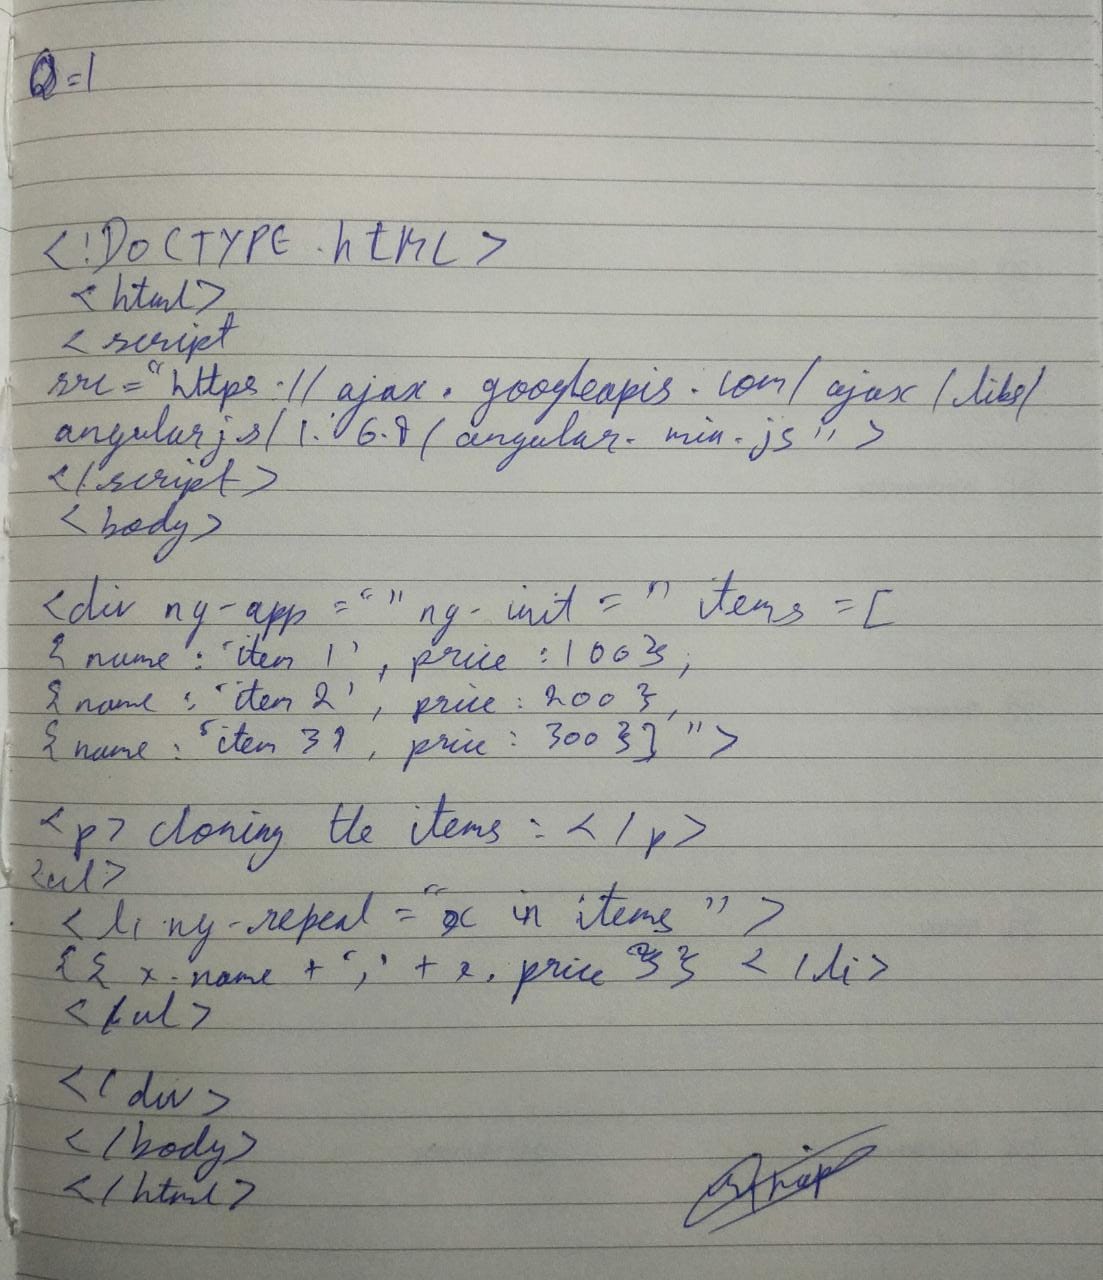 Q=1
<!DOCTYPE html>
<html>
<script
src="https://ajax.googleapis.com/ajax/libs/
angularjs/1.6.9/angular.min.js">
</script>
<body>
<div ng-app="" ng-init=" items=[
{ name: 'item 1', price:100},
{ name: 'item 2', price: 200},
{ name: 'item 3', price: 300}]">
<p> cloning the items: </p>
<ul>
<li ng-repeat="x in items">
{{ x.name + ',' + x.price }} </li>
</ul>
</div>
</body>
</html>